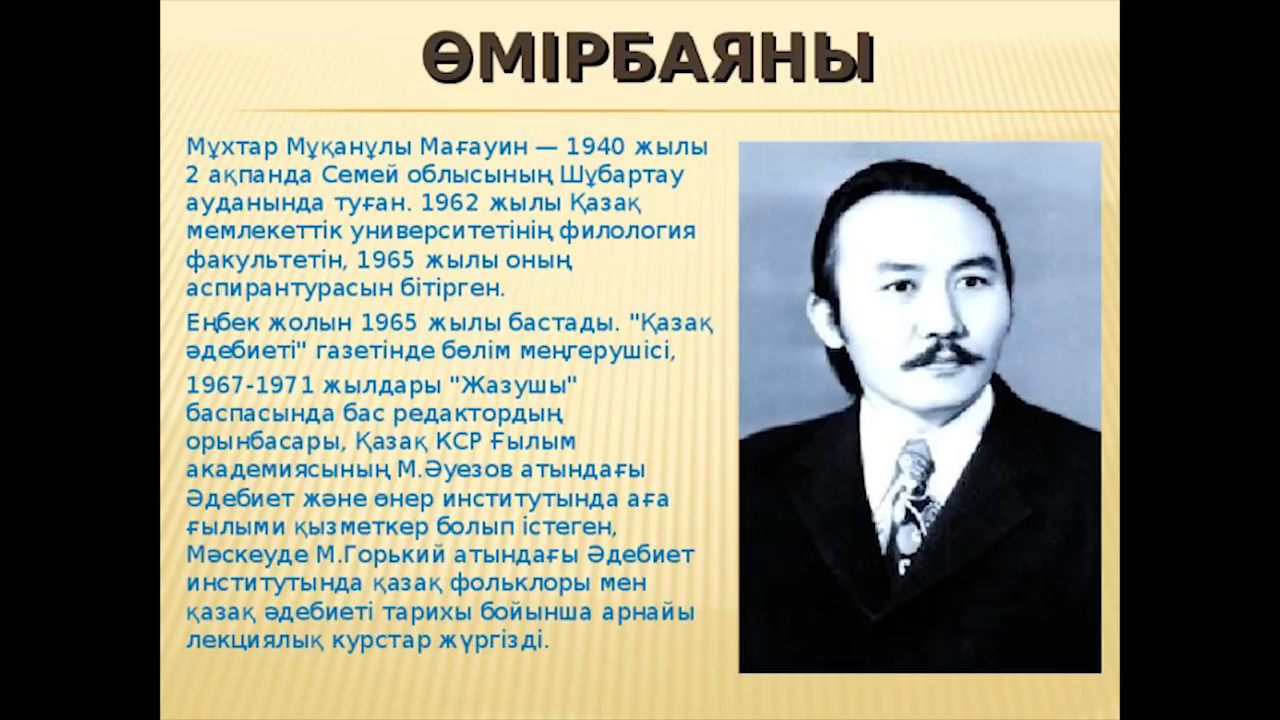 ӨМІРБАЯНЫ
Мұхтар Мұқанұлы Мағауин — 1940 жылы
2 ақпанда Семей облысының Шұбартау
ауданында туған. 1962 жылы Қазақ
мемлекеттік университетінің филология
факультетін, 1965 жылы оның
аспирантурасын бітірген.
Еңбек жолын 1965 жылы бастады. "Қазақ
әдебиеті" газетінде бөлім меңгерушісі,
1967-1971 жылдары "Жазушы"
баспасында бас редактордың
орынбасары, Қазақ КСР Ғылым
академиясының М.Әуезов атындағы
Әдебиет және өнер институтында аға
ғылыми қызметкер болып істеген,
Мәскеуде М.Горький атындағы Әдебиет
институтында қазақ фольклоры мен
қазақ әдебиеті тарихы бойынша арнайы
лекциялық курстар жүргізді.